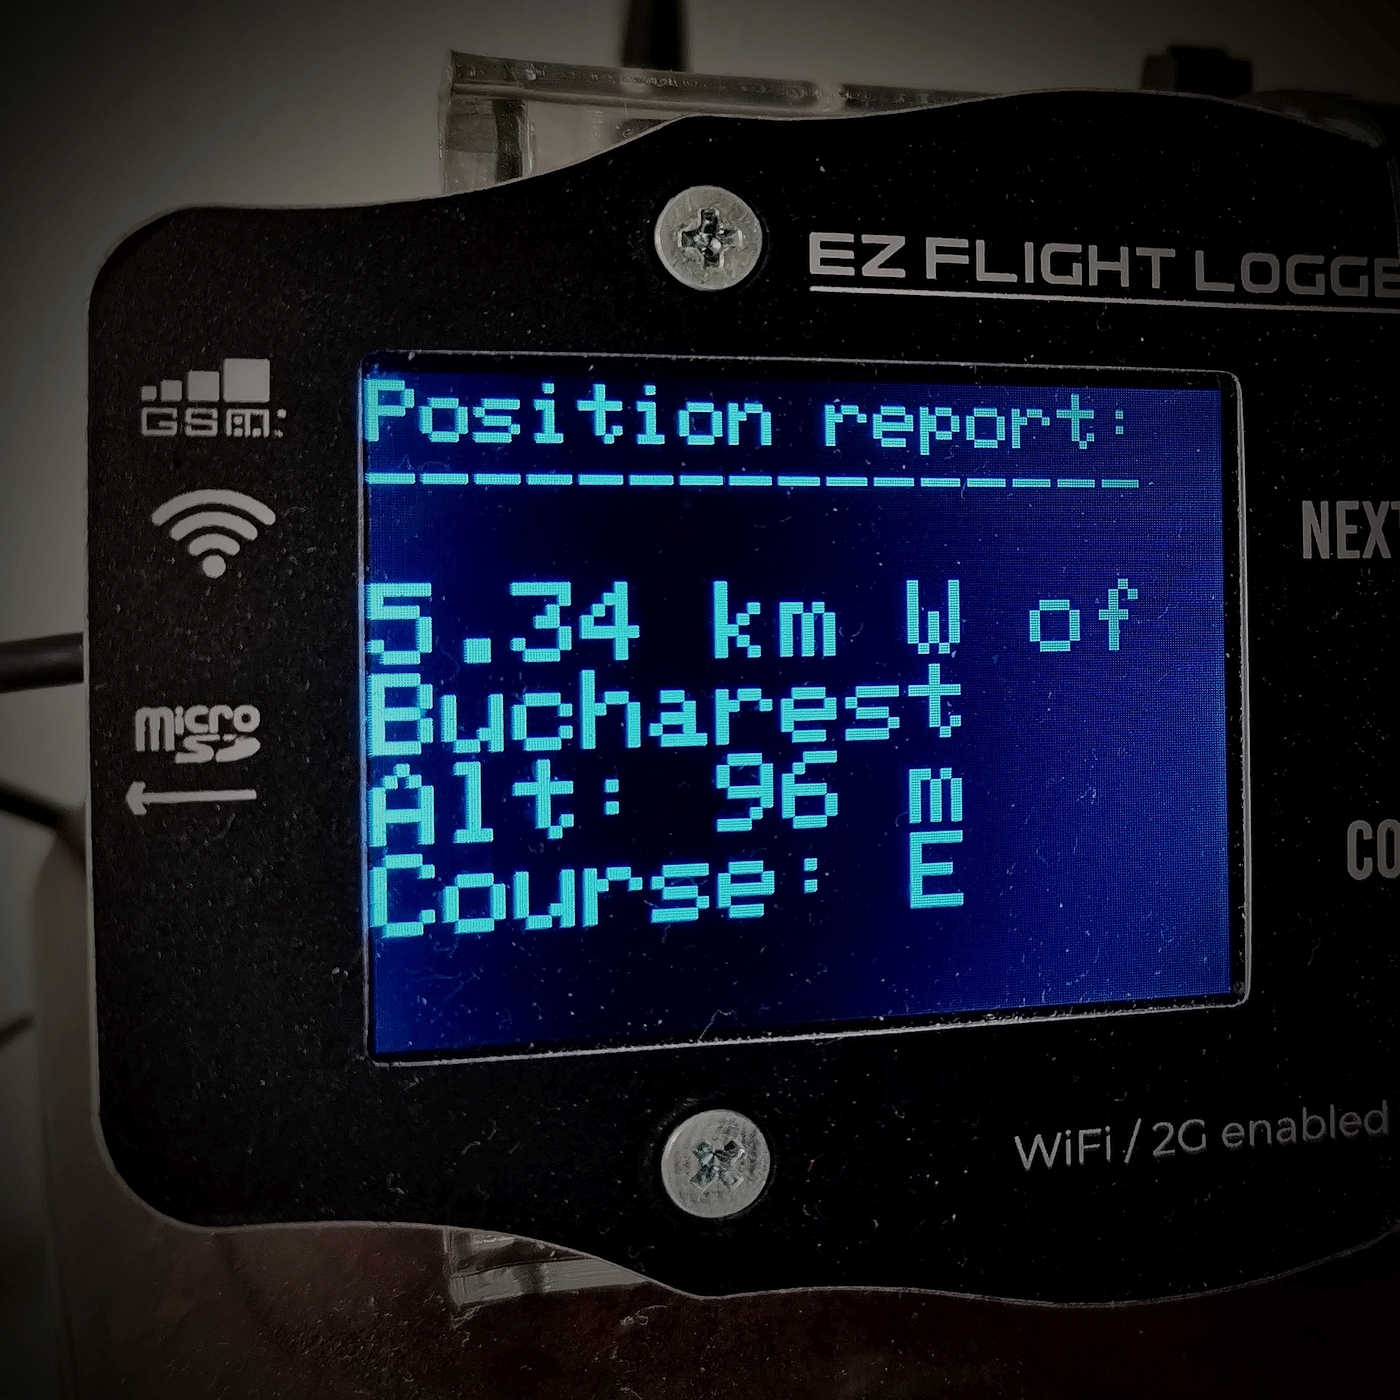 EZ FLIGHT LOGGE
GSM:
Position report:
----------------
5.34 km W of
Bucharest
Alt: 96 m
Course: E
micro
SD
NEXT
CO
WiFi / 2G enabled